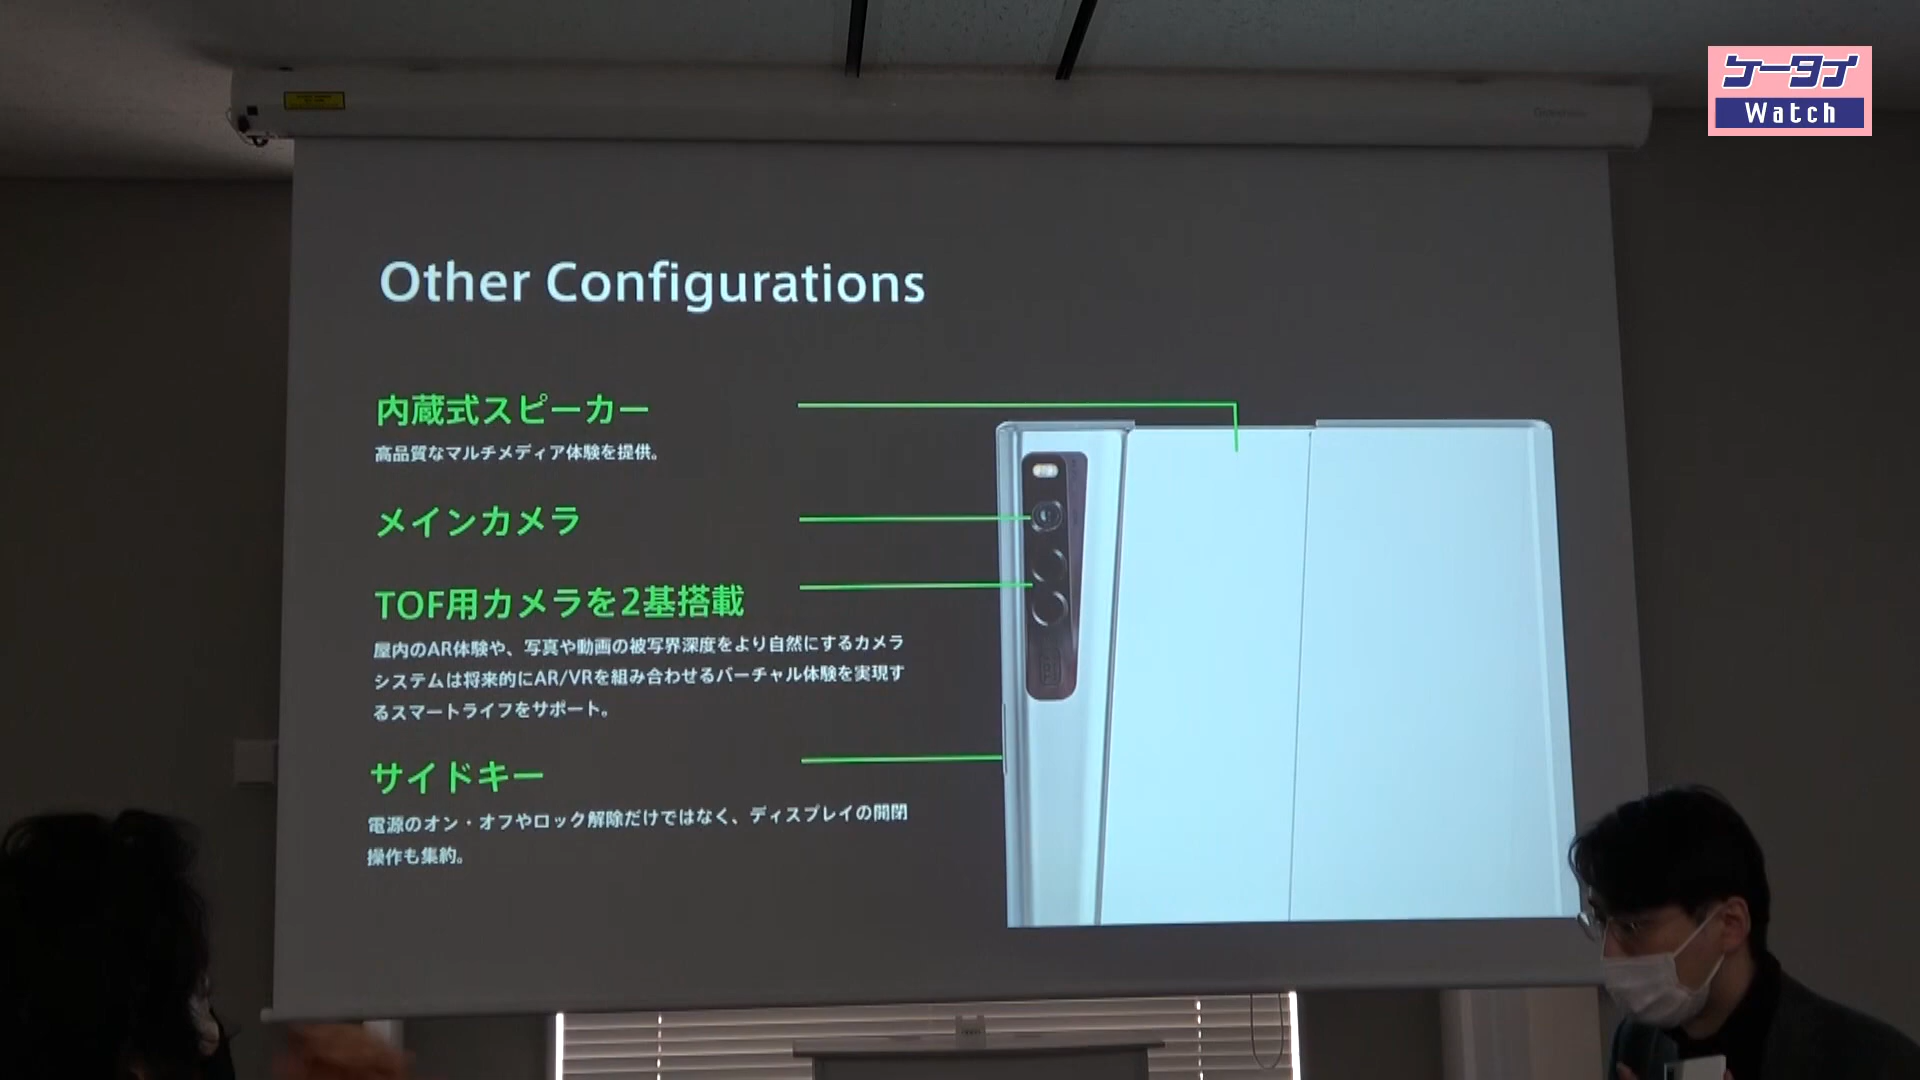 ケータイ
Watch
Other Configurations
内蔵式スピーカー
高品質なマルチメディア体験を提供。
メインカメラ
TOF用カメラを2基搭載
屋内のAR体験や、写真や動画の被写界深度をより自然にするカメラ
システムは将来的にAR/VRを組み合わせるバーチャル体験を実現す
るスマートライフをサポート。
サイドキー
電源のオン・オフやロック解除だけではなく、ディスプレイの開閉
操作も集約。